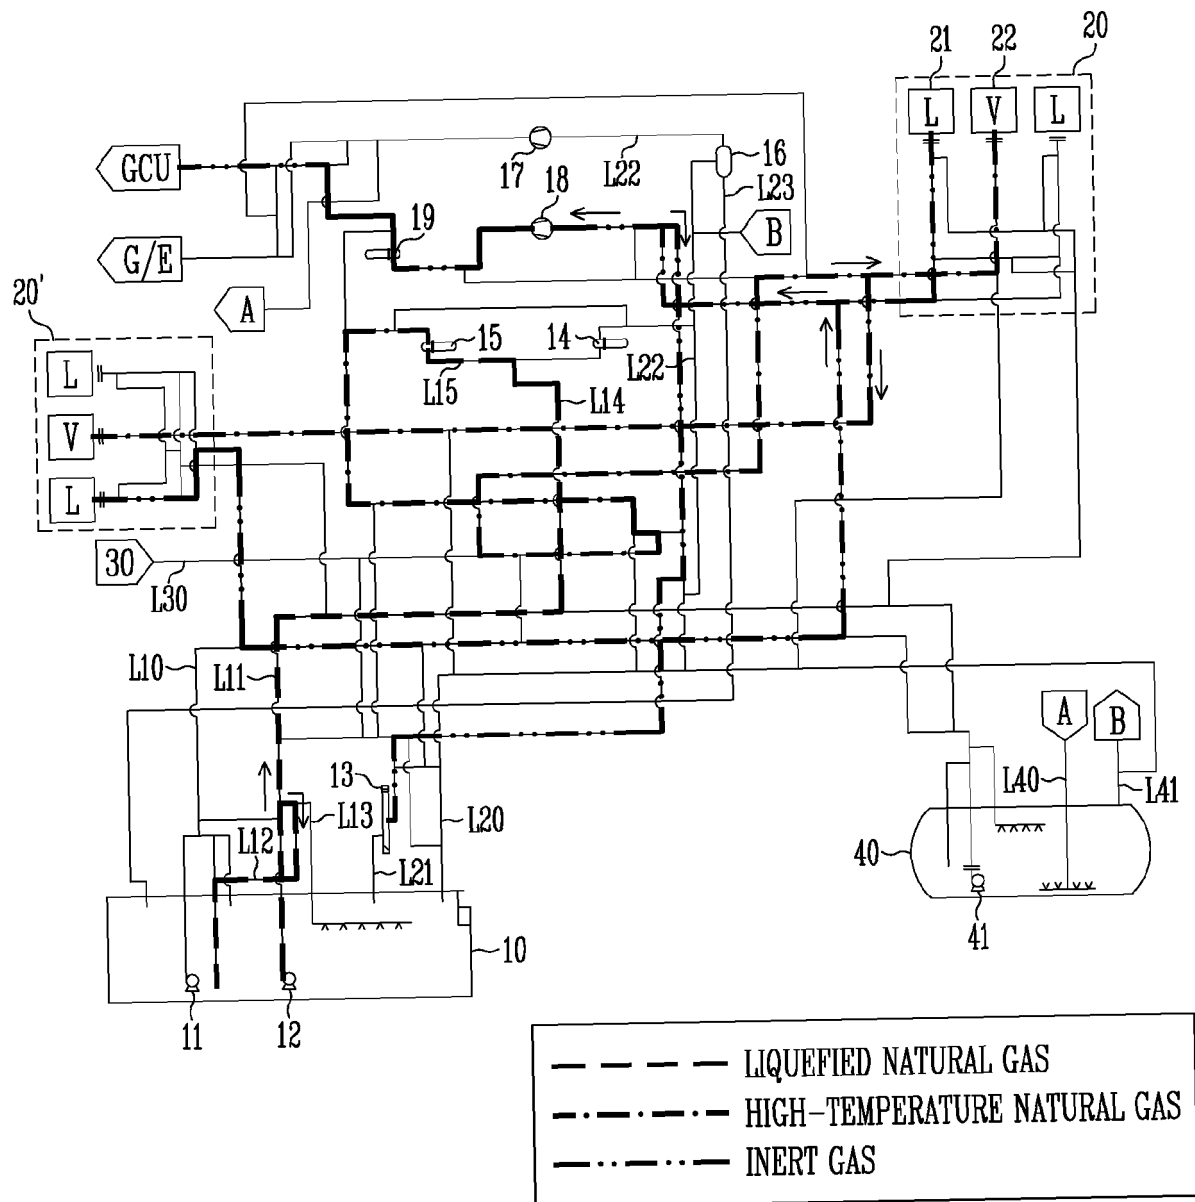 21 22 20
L V L
GCU
17 L22 16
L23
18
19
B
G/E
20'
A
15 14
L
L15 L22
L14
V
L
30
L30
L10 L11
A B
13
L40 L41
L13
L12 L20
40
L21
10
41
11 12
LIQUEFIED NATURAL GAS
HIGH-TEMPERATURE NATURAL GAS
INERT GAS